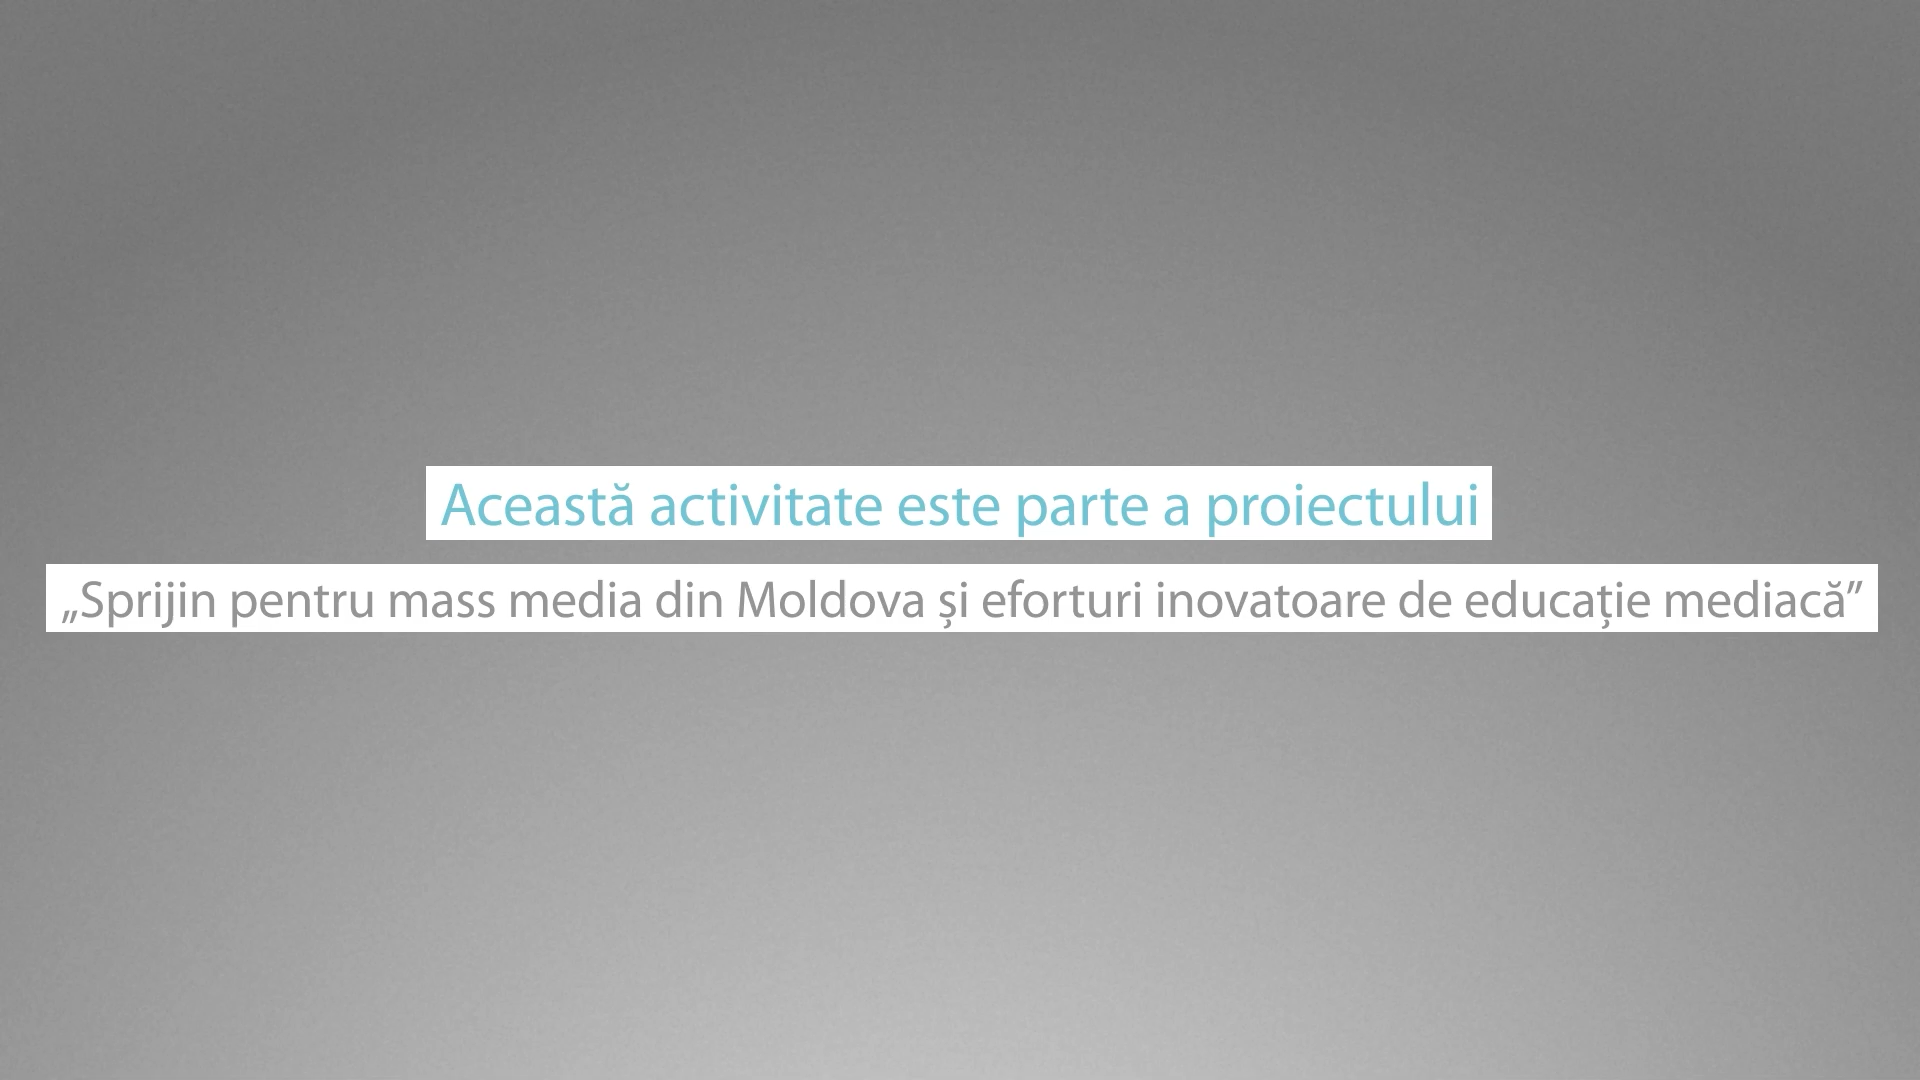 Această activitate este parte a proiectului
„Sprijin pentru mass media din Moldova și eforturi inovatoare de educație mediacă”